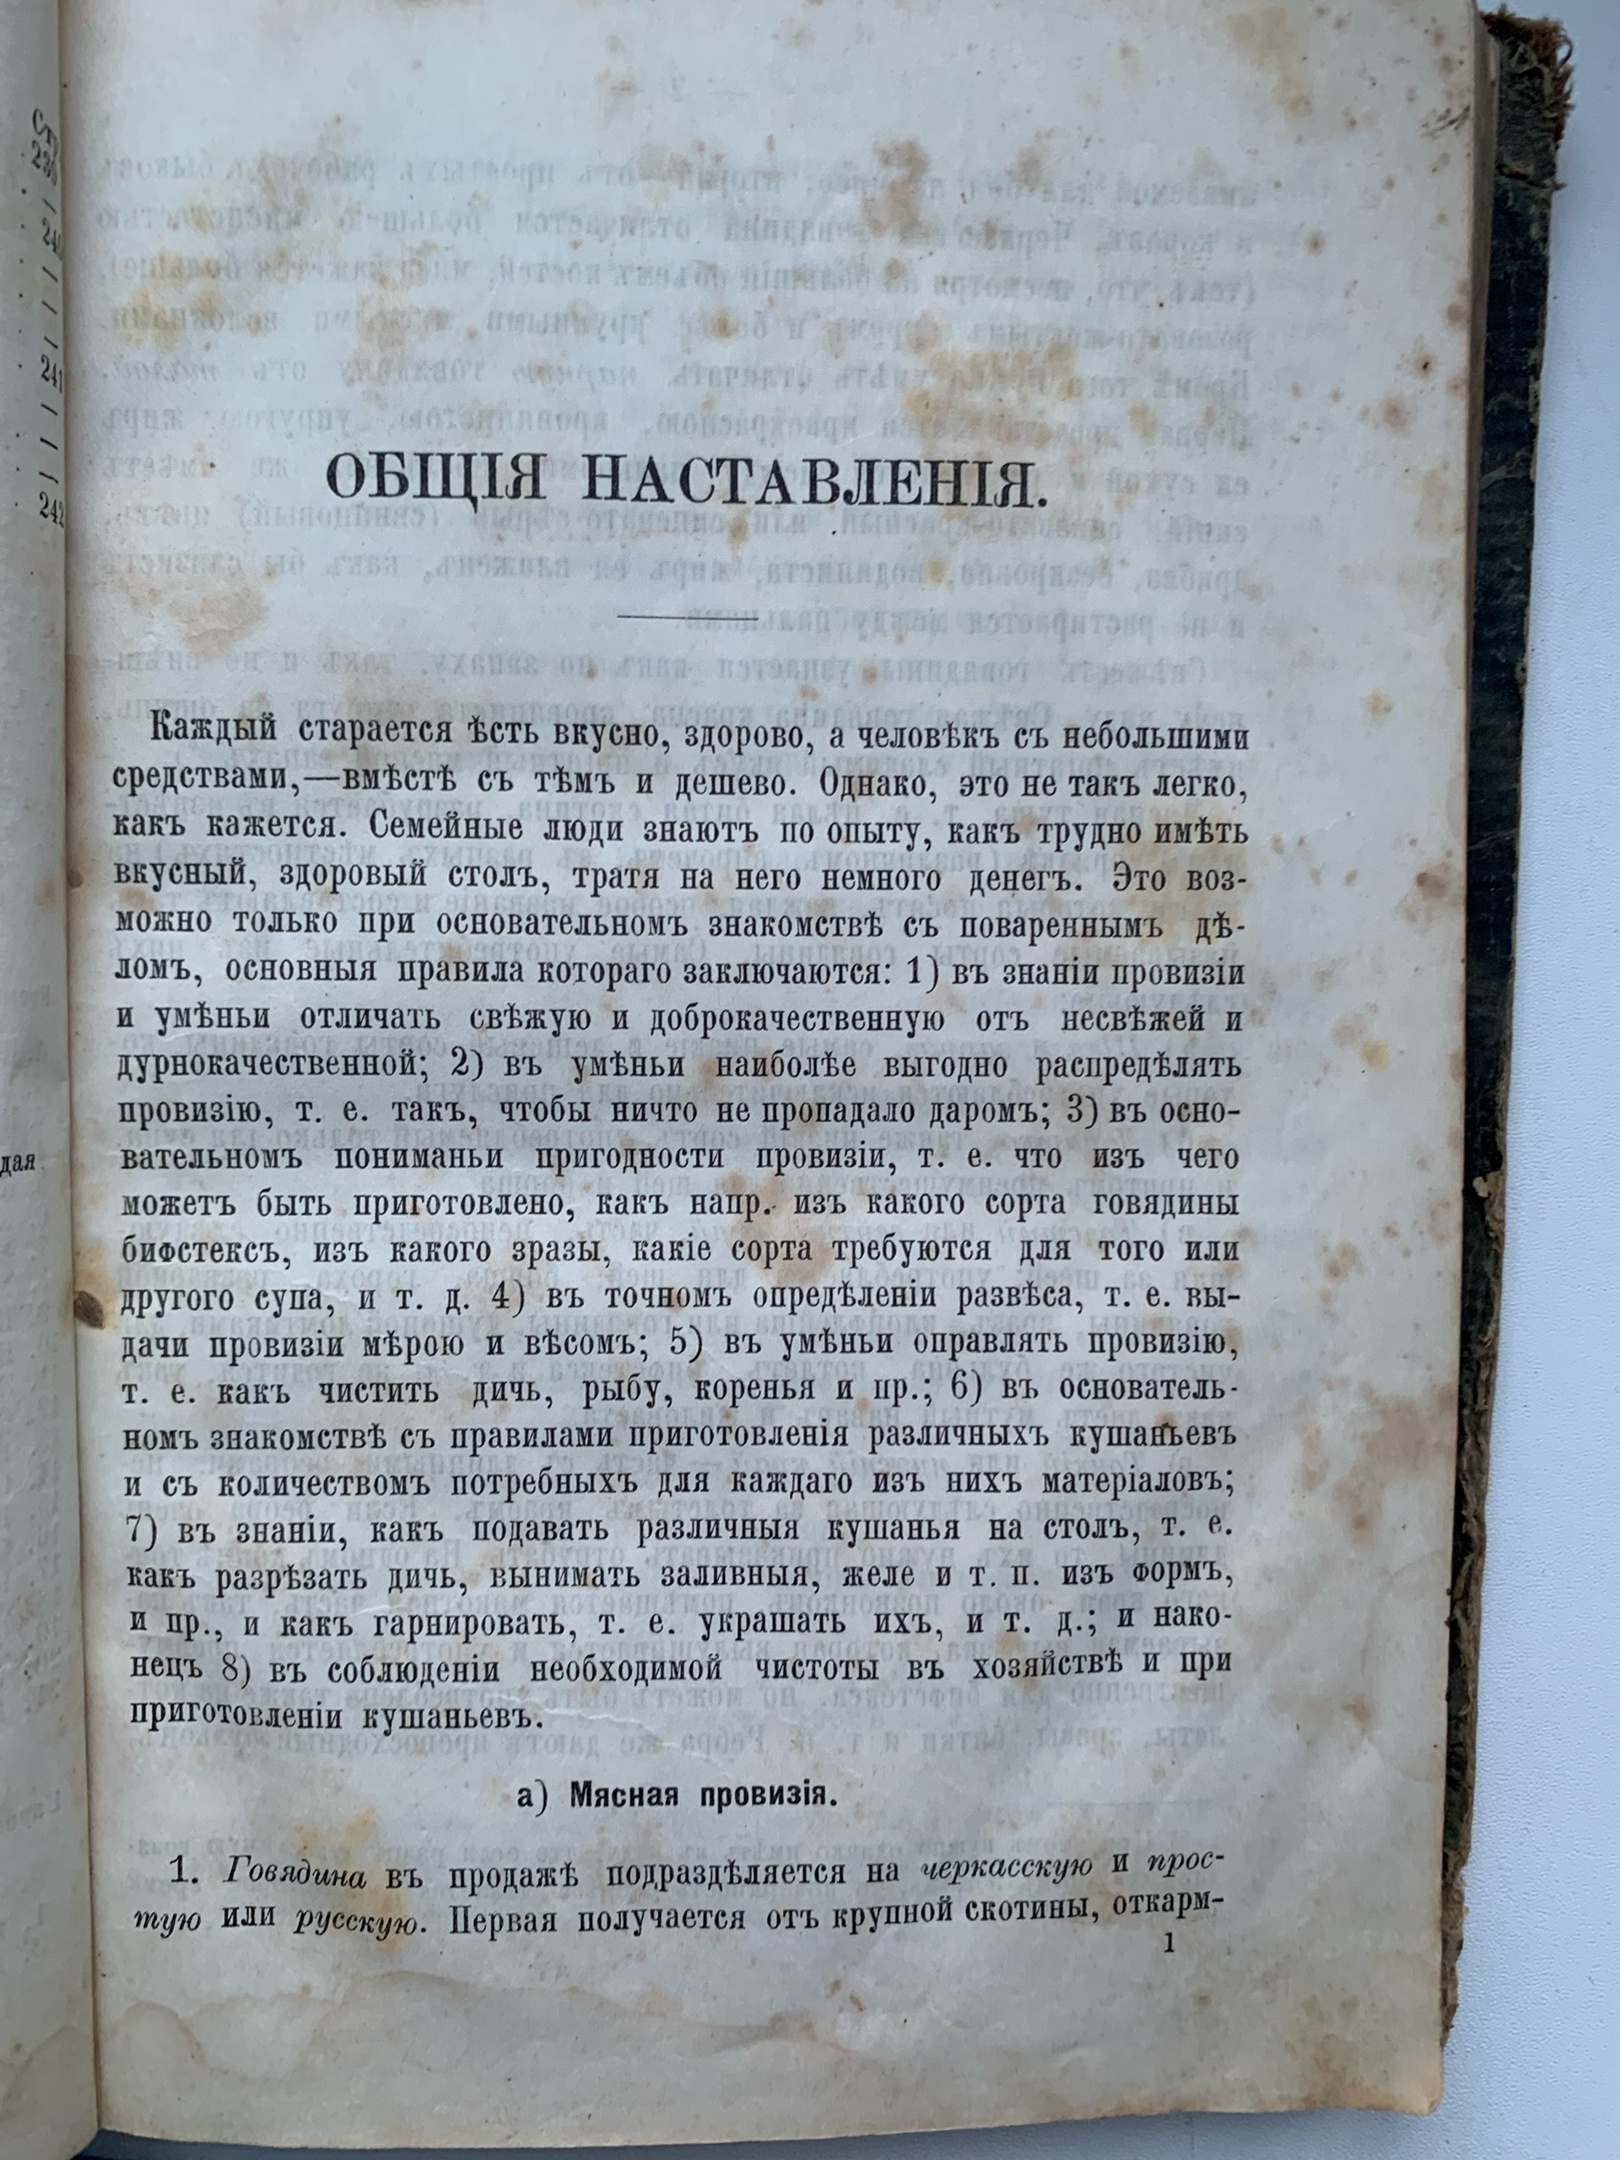 Стр
239
240
241
242
дая
ОБЩІЯ НАСТАВЛЕНІЯ.
Каждый старается ѣсть вкусно, здорово, а человѣкъ съ небольшими
средствами,—вмѣстѣ съ тѣмъ и дешево. Однако, это не такъ легко,
какъ кажется. Семейные люди знаютъ по опыту, какъ трудно имѣть
вкусный, здоровый столъ, тратя на него немного денегъ. Это воз-
можно только при основательномъ знакомствѣ съ повареннымъ дѣ-
ломъ, основныя правила котораго заключаются: 1) въ знаніи провизіи
и умѣньи отличать свѣжую и доброкачественную отъ несвѣжей и
дурнокачественной; 2) въ умѣньи наиболѣе выгодно распредѣлять
провизію, т. е. такъ, чтобы ничто не пропадало даромъ; 3) въ осно-
вательномъ пониманьи пригодности провизіи, т. е. что изъ чего
можетъ быть приготовлено, какъ напр. изъ какого сорта говядины
бифстексъ, изъ какого зразы, какіе сорта требуются для того или
другого супа, и т. д. 4) въ точномъ опредѣленіи развѣса, т. е. вы-
дачи провизіи мѣрою и вѣсомъ; 5) въ умѣньи оправлять провизію,
т. е. какъ чистить дичь, рыбу, коренья и пр.; 6) въ основатель-
номъ знакомствѣ съ правилами приготовленія различныхъ кушаньевъ
и съ количествомъ потребныхъ для каждаго изъ нихъ матеріаловъ;
7) въ знаніи, какъ подавать различныя кушанья на столъ, т. е.
какъ разрѣзать дичь, вынимать заливныя, желе и т. п. изъ формъ,
и пр., и какъ гарнировать, т. е. украшать ихъ, и т. д.; и нако-
нецъ 8) въ соблюденіи необходимой чистоты въ хозяйствѣ и при
приготовленіи кушаньевъ.
а) Мясная провизія.
1. Говядина въ продажѣ подраздѣляется на черкасскую и прос-
тую или русскую. Первая получается отъ крупной скотины, откарм-
1